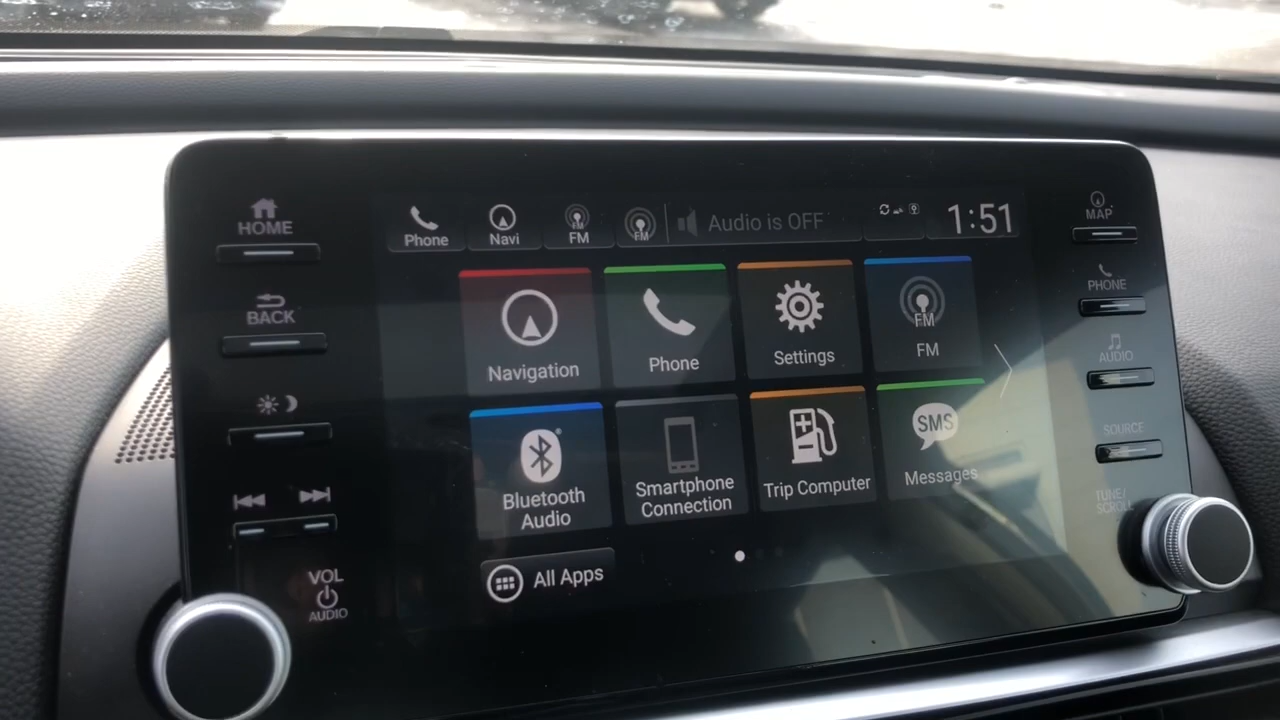 HOME
BACK
VOL
AUDIO
Phone
Navi
FM
FM
Audio is OFF
1:51
Navigation
Phone
Settings
FM
FM
Bluetooth
Audio
Smartphone
Connection
Trip Computer
SMS
Messages
All Apps
MAP
PHONE
AUDIO
SOURCE
TUNE/
SCROLL